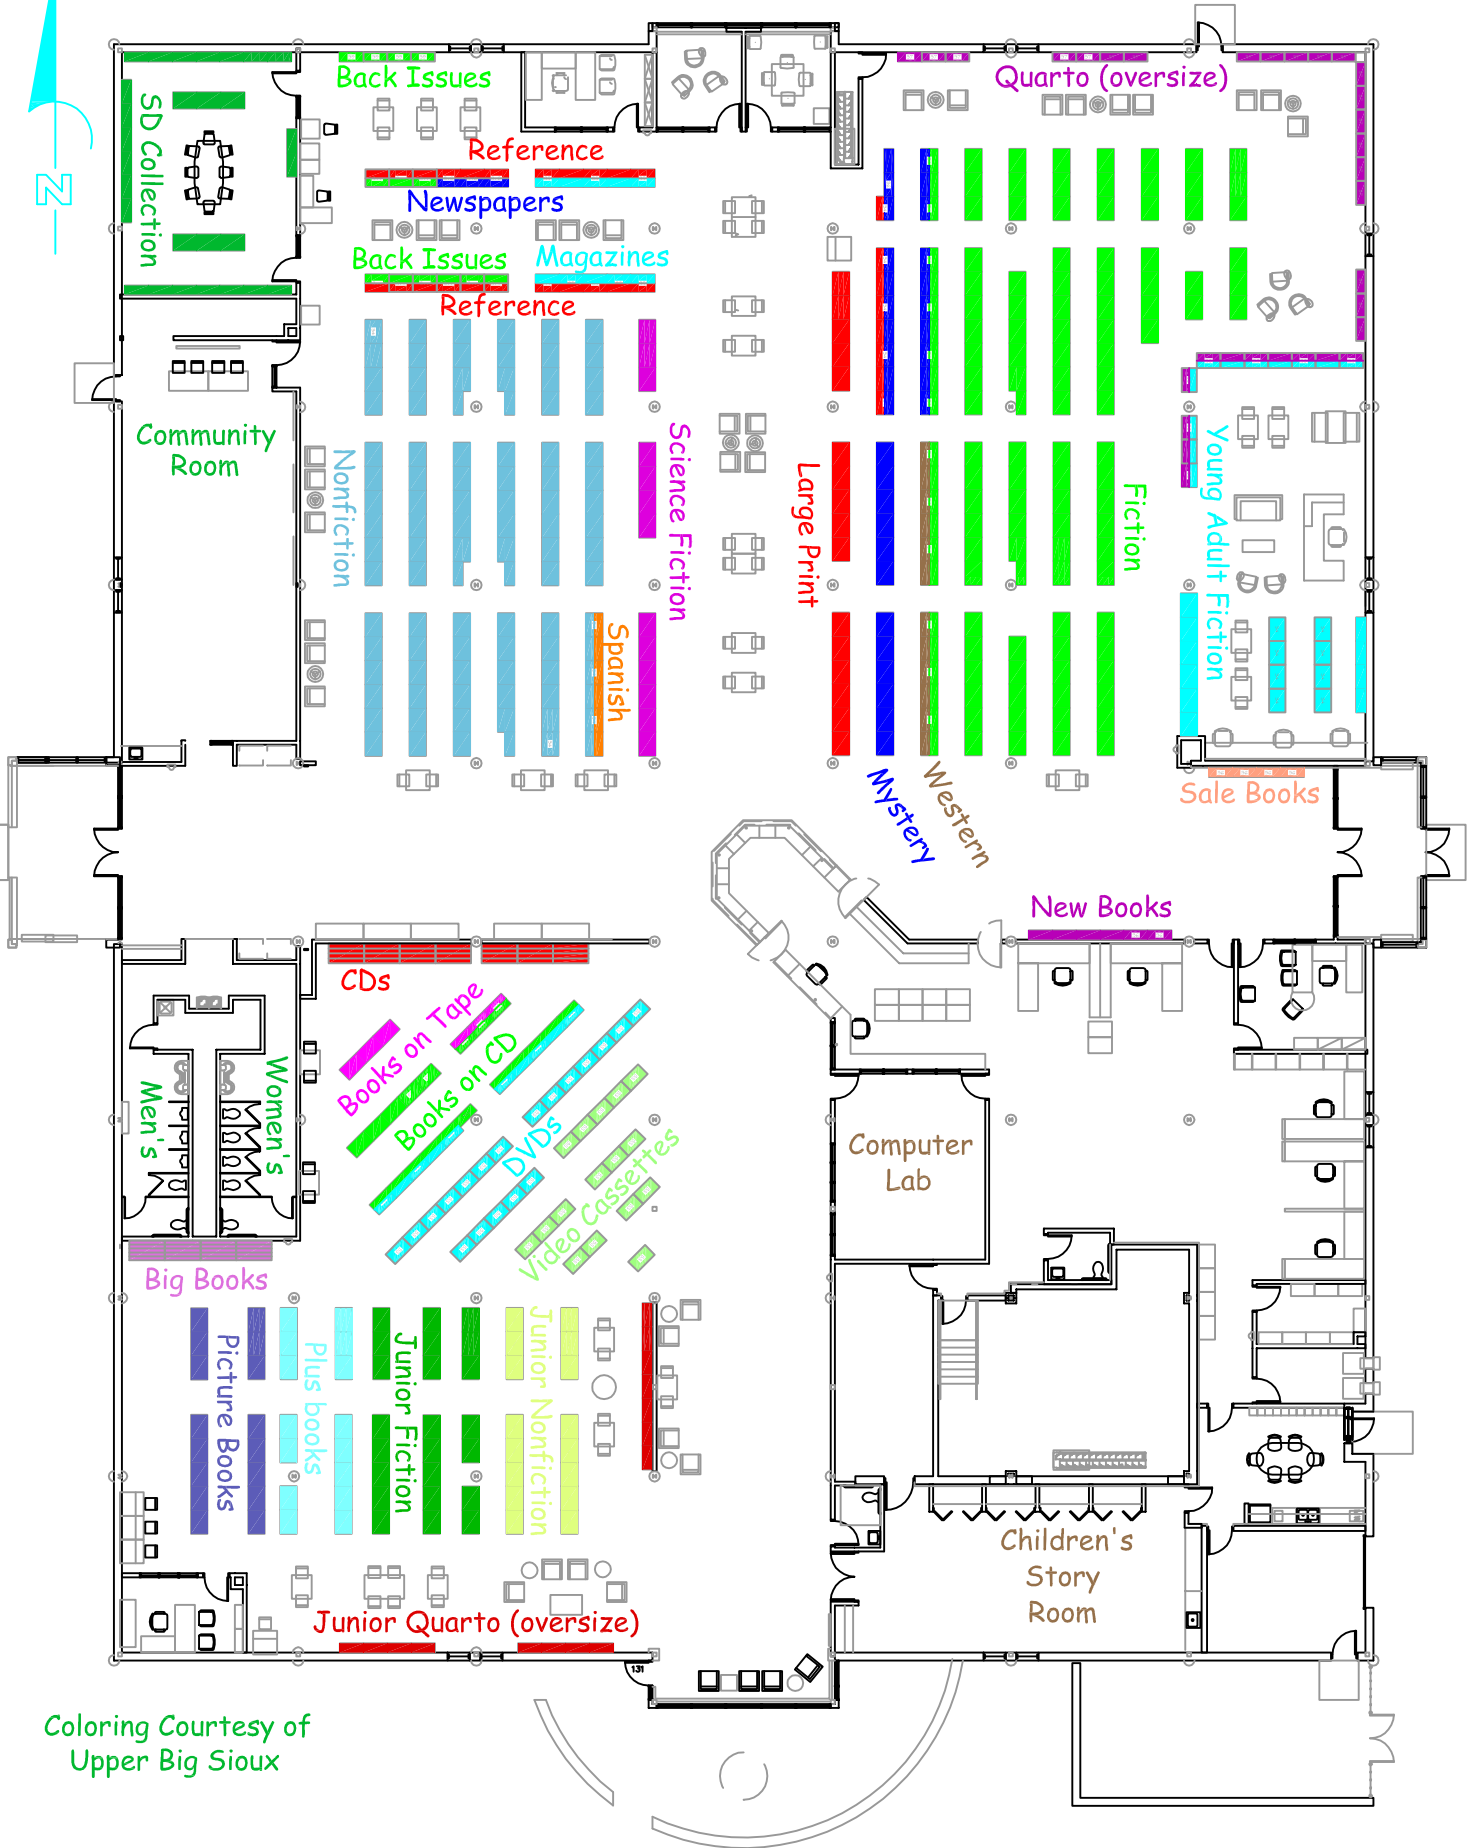 Back Issues
Quarto (oversize)
SD Collection
Reference
Newspapers
Back Issues
Magazines
Reference
Community
Room
Nonfiction
Science Fiction
Large Print
Fiction
Young Adult Fiction
Spanish
Mystery
Western
Sale Books
New Books
CDs
Books on Tape
Books on CD
DVDs
Video Cassettes
Men's
Women's
Computer
Lab
Big Books
Picture Books
Plus books
Junior Fiction
Junior Nonfiction
Children's
Story
Room
Junior Quarto (oversize)
131
Coloring Courtesy of
Upper Big Sioux
N